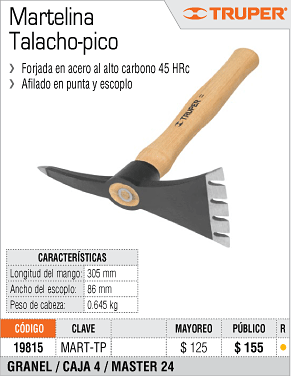 Martelina
Talacho-pico
TRUPER
Forjada en acero al alto carbono 45 HRc
Afilado en punta y escoplo
TRUPER
CARACTERÍSTICAS
Longitud del mango: 305 mm
Ancho del escoplo: 86 mm
Peso de cabeza: 0.645 kg
CÓDIGO CLAVE MAYOREO PÚBLICO R
19815 MART-TP $ 125 $ 155
GRANEL / CAJA 4 / MASTER 24